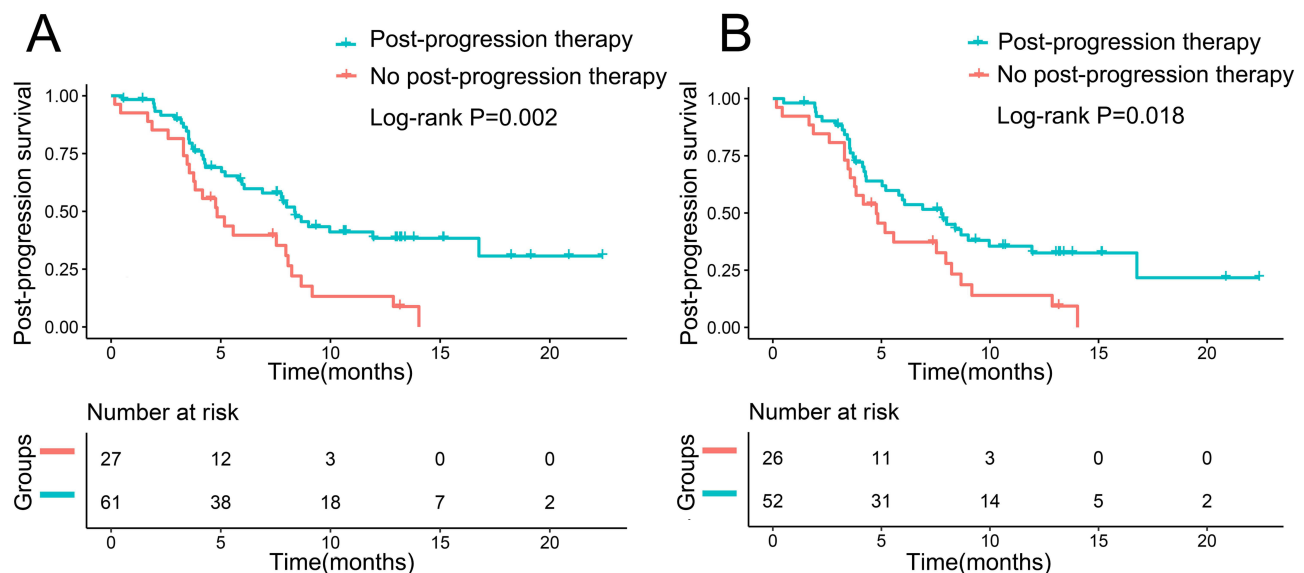 A
Post-progression therapy
No post-progression therapy
Log-rank P=0.002
Post-progression survival
1.00
0.75
0.50
0.25
0.00
0 5 10 15 20
Time(months)
Number at risk
Groups
27 12 3 0 0
61 38 18 7 2
0 5 10 15 20
Time(months)
B
Post-progression therapy
No post-progression therapy
Log-rank P=0.018
Post-progression survival
1.00
0.75
0.50
0.25
0.00
0 5 10 15 20
Time(months)
Number at risk
Groups
26 11 3 0 0
52 31 14 5 2
0 5 10 15 20
Time(months)